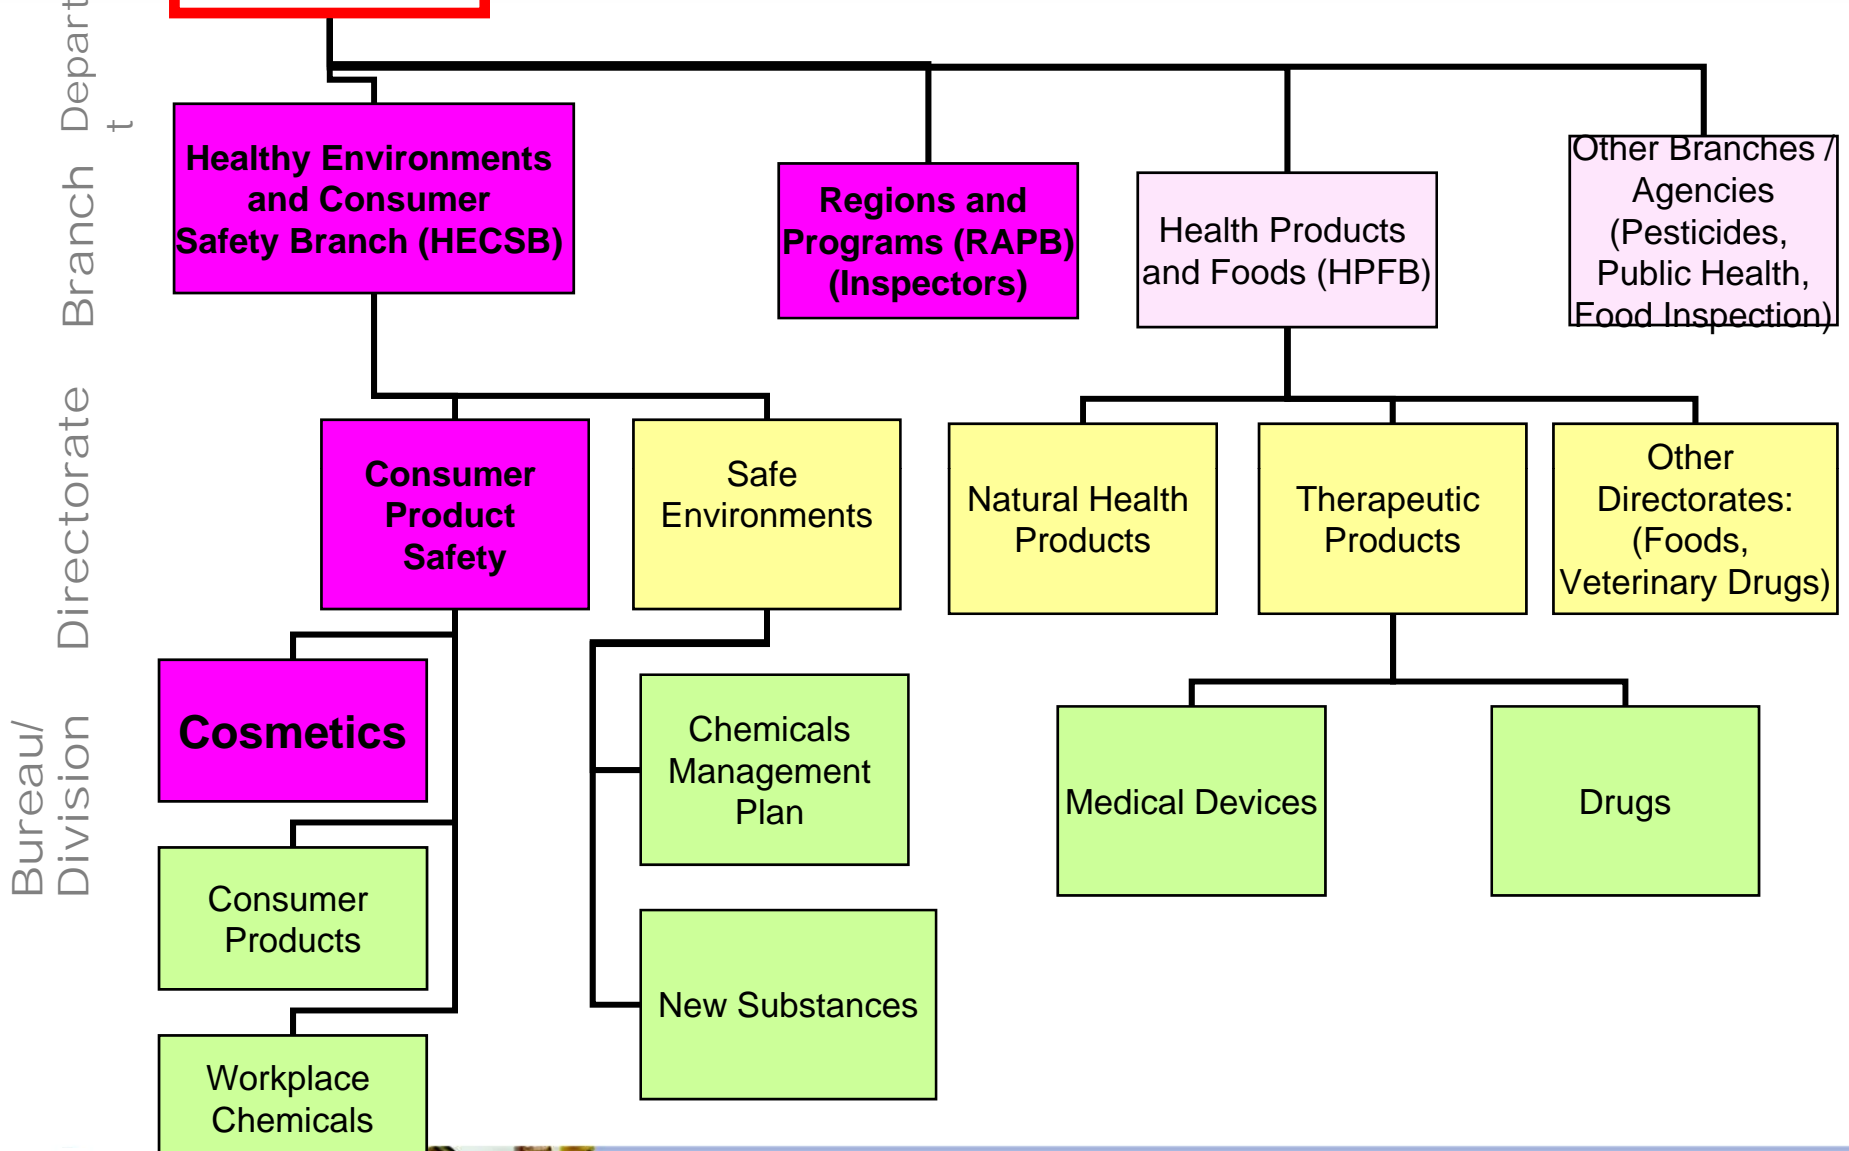 Depart
t
Branch
Directorate
Bureau/
Division
Healthy Environments
and Consumer
Safety Branch (HECSB)
Regions and
Programs (RAPB)
(Inspectors)
Health Products
and Foods (HPFB)
Other Branches /
Agencies
(Pesticides,
Public Health,
Food Inspection)
Consumer
Product
Safety
Safe
Environments
Natural Health
Products
Therapeutic
Products
Other
Directorates:
(Foods,
Veterinary Drugs)
Cosmetics
Consumer
Products
Workplace
Chemicals
Chemicals
Management
Plan
New Substances
Medical Devices
Drugs